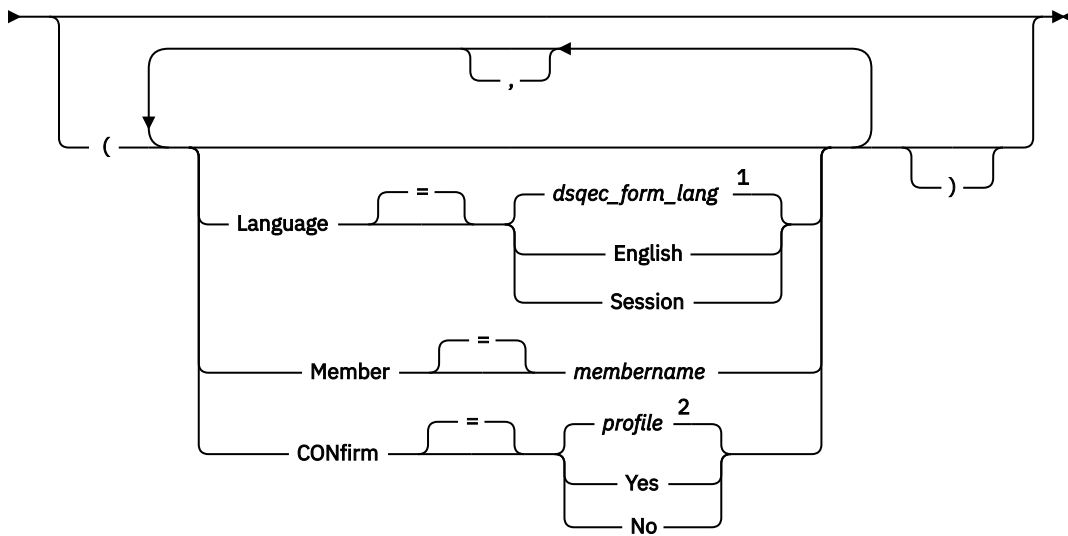 ,
(
)
=
dsqec_form_lang 1
Language
English
Session
=
Member membername
=
profile 2
CONfirm
Yes
No